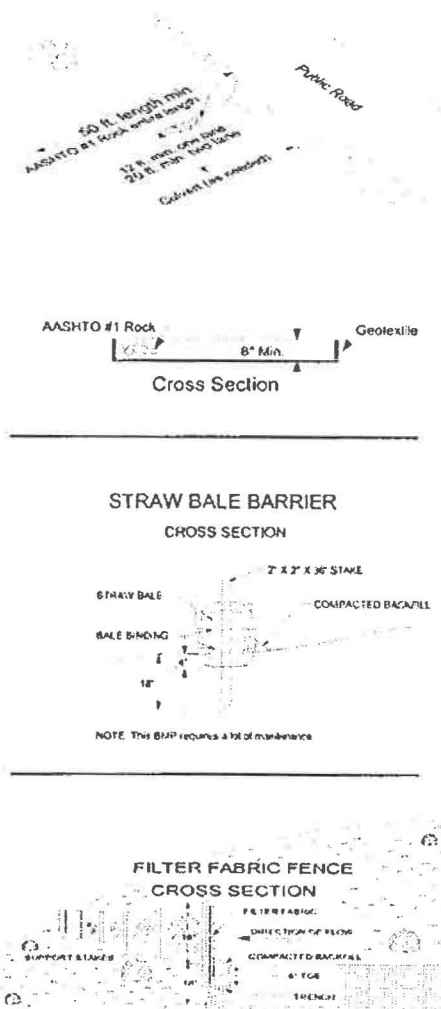 Public Road
50 ft. length min
AASHTO #1 Rock entire length
12 ft. min. one lane
20 ft. min. two lane
Culvert (as needed)
AASHTO #1 Rock
8" Min.
Geotextile
Cross Section
STRAW BALE BARRIER
CROSS SECTION
2" X 2" X 36" STAKE
STRAW BALE
COMPACTED BACKFILL
BALE BINDING
4"
18"
NOTE: This BMP requires a lot of maintenance
FILTER FABRIC FENCE
CROSS SECTION
FILTER FABRIC
DIRECTION OF FLOW
SUPPORT STAKES
COMPACTED BACKFILL
TOE
TRENCH